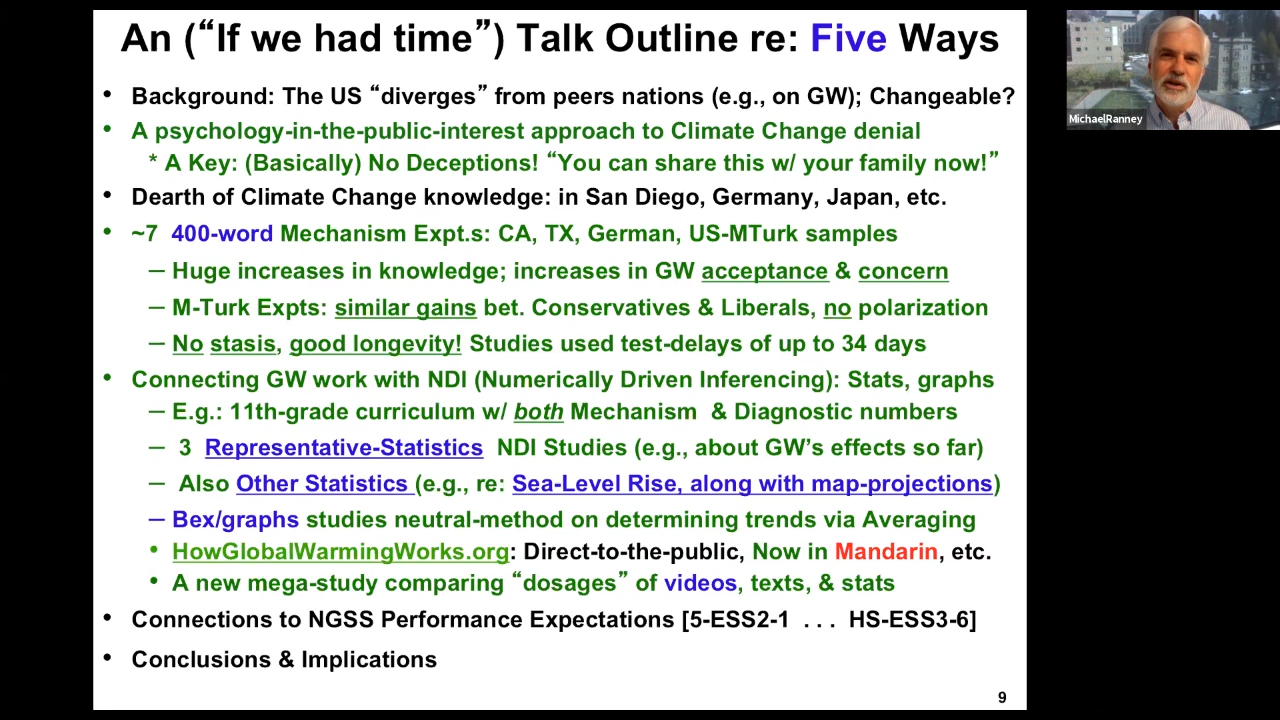 An (“If we had time”) Talk Outline re: Five Ways
• Background: The US “diverges” from peers nations (e.g., on GW); Changeable?
• A psychology-in-the-public-interest approach to Climate Change denial
* A Key: (Basically) No Deceptions! “You can share this w/ your family now!”
• Dearth of Climate Change knowledge: in San Diego, Germany, Japan, etc.
• ~7 400-word Mechanism Expt.s: CA, TX, German, US-MTurk samples
– Huge increases in knowledge; increases in GW acceptance & concern
– M-Turk Expts: similar gains bet. Conservatives & Liberals, no polarization
– No stasis, good longevity! Studies used test-delays of up to 34 days
• Connecting GW work with NDI (Numerically Driven Inferencing): Stats, graphs
– E.g.: 11th-grade curriculum w/ both Mechanism & Diagnostic numbers
– 3 Representative-Statistics NDI Studies (e.g., about GW’s effects so far)
– Also Other Statistics (e.g., re: Sea-Level Rise, along with map-projections)
– Bex/graphs studies neutral-method on determining trends via Averaging
• HowGlobalWarmingWorks.org: Direct-to-the-public, Now in Mandarin, etc.
• A new mega-study comparing “dosages” of videos, texts, & stats
• Connections to NGSS Performance Expectations [5-ESS2-1 . . . HS-ESS3-6]
• Conclusions & Implications
9
MichaelRanney